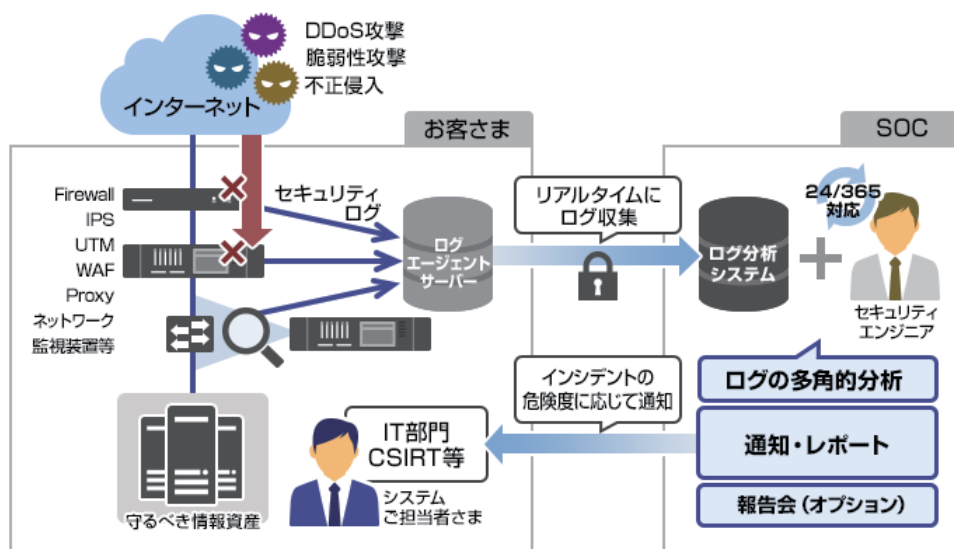 DDoS攻撃
脆弱性攻撃
不正侵入
インターネット
お客さま
SOC
Firewall
IPS
UTM
WAF
Proxy
ネットワーク
監視装置等
セキュリティ
ログ
ログ
エージェント
サーバー
リアルタイムに
ログ収集
ログ分析
システム
24/365
対応
セキュリティ
エンジニア
インシデントの
危険度に応じて通知
ログの多角的分析
通知・レポート
報告会(オプション)
IT部門
CSIRT等
システム
ご担当者さま
守るべき情報資産